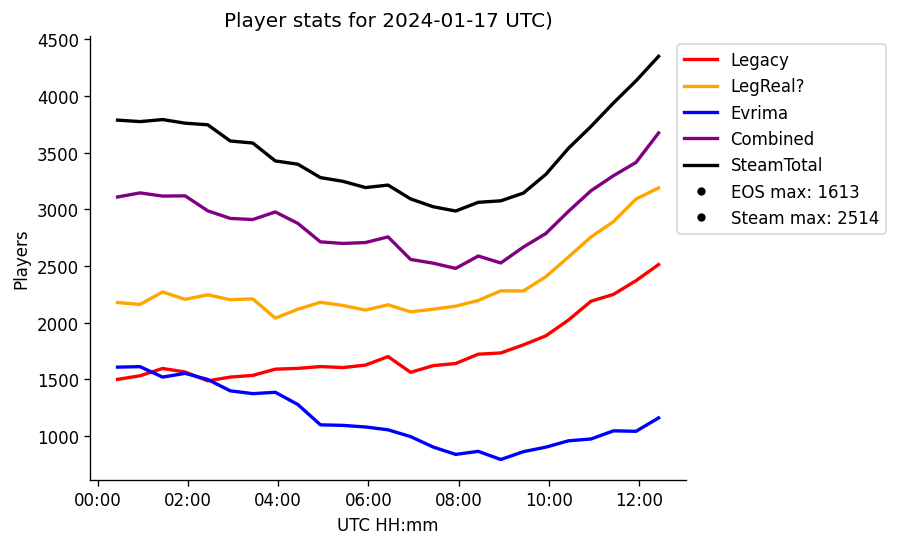 Player stats for 2024-01-17 UTC)
4500
4000
3500
3000
2500
2000
1500
1000
Players
00:00 02:00 04:00 06:00 08:00 10:00 12:00
UTC HH:mm
Legacy
LegReal?
Evrima
Combined
SteamTotal
EOS max: 1613
Steam max: 2514